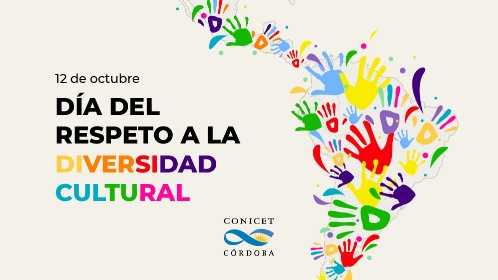 12 de octubre
DÍA DEL
RESPETO A LA
DIVERSIDAD
CULTURAL
CONICET
CÓRDOBA